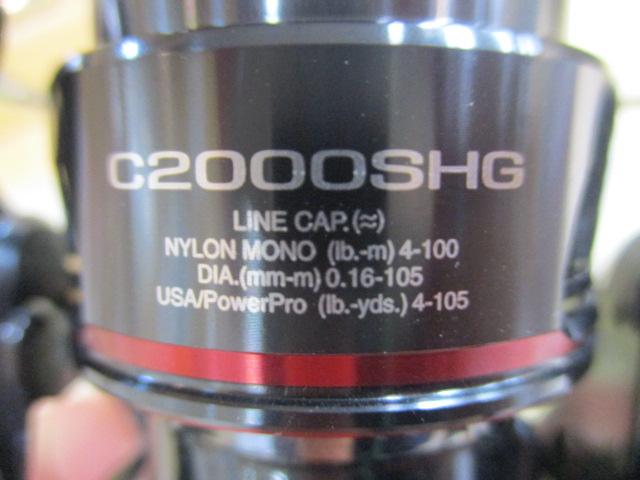 C2000SHG
LINE CAP.(≈)
NYLON MONO (lb.-m) 4-100
DIA.(mm-m) 0.16-105
USA/PowerPro (lb.-yds.) 4-105